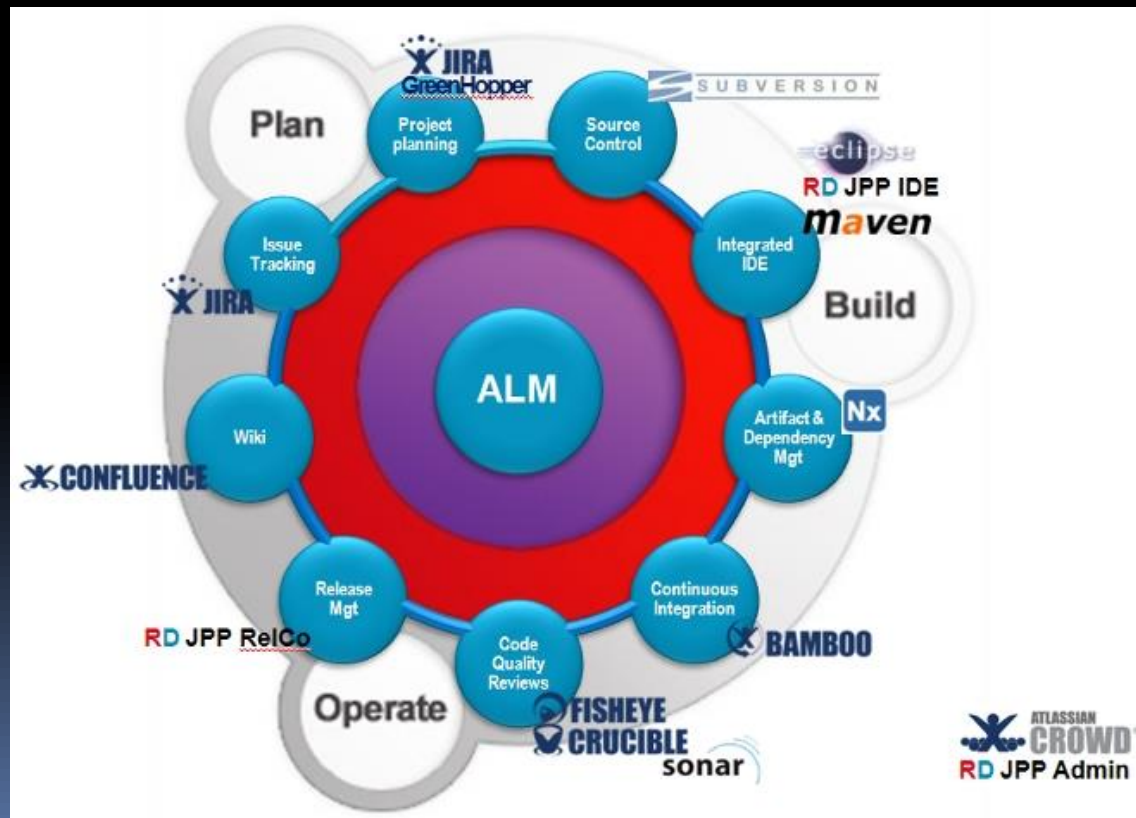 JIRA
GreenHopper
SUBVERSION
Plan
Project
planning
Source
Control
eclipse
RD JPP IDE
maven
Issue
Tracking
Integrated
IDE
JIRA
Build
ALM
Nx
Artifact &
Dependency
Mgt
Wiki
CONFLUENCE
Release
Mgt
Continuous
Integration
RD JPP RelCo
BAMBOO
Code
Quality
Reviews
Operate
FISHEYE
CRUCIBLE
sonar
ATLASSIAN
CROWD
RD JPP Admin